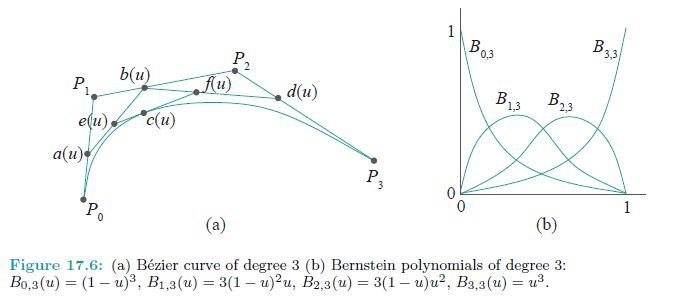 P₂
b(u)
P₁
f(u)
d(u)
e(u)
c(u)
a(u)
P₃
P₀
(a)
1
B₀,₃
B₃,₃
B₁,₃
B₂,₃
0
0
1
(b)
Figure 17.6: (a) Bézier curve of degree 3 (b) Bernstein polynomials of degree 3:
B₀,₃(u) = (1 − u)³, B₁,₃(u) = 3(1 − u)²u, B₂,₃(u) = 3(1 − u)u², B₃,₃(u) = u³.